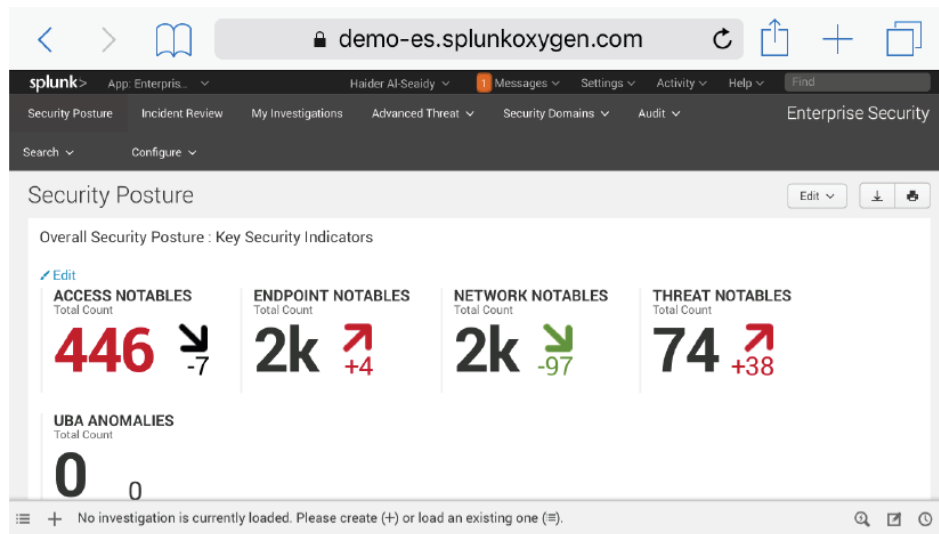 demo-es.splunkoxygen.com
splunk> App: Enterpris... Haider Al-Seaidy 1 Messages Settings Activity Help Find
Security Posture Incident Review My Investigations Advanced Threat Security Domains Audit Enterprise Security
Search Configure
Security Posture Edit
Overall Security Posture : Key Security Indicators
Edit
ACCESS NOTABLES ENDPOINT NOTABLES NETWORK NOTABLES THREAT NOTABLES
Total Count Total Count Total Count Total Count
446 -7 2k +4 2k -97 74 +38
UBA ANOMALIES
Total Count
0 0
No investigation is currently loaded. Please create (+) or load an existing one (≡).